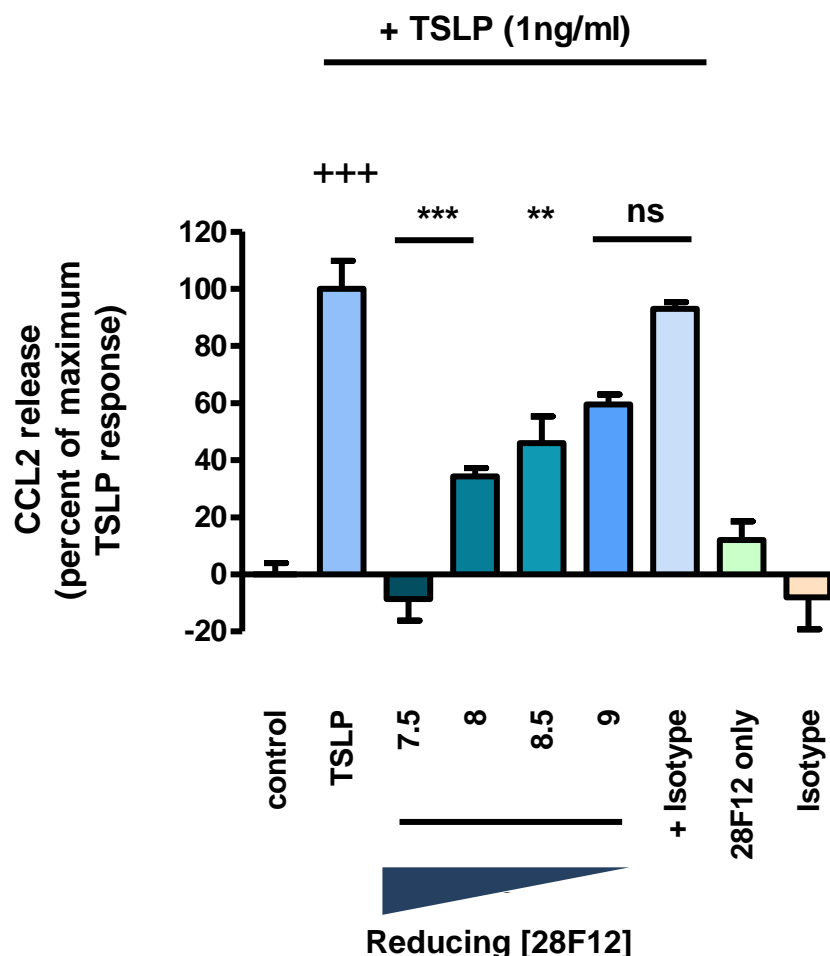 + TSLP (1ng/ml)
+++
***
**
ns
CCL2 release
(percent of maximum
TSLP response)
120
100
80
60
40
20
0
-20
control
TSLP
7.5
8
8.5
9
+ Isotype
28F12 only
Isotype
Reducing [28F12]